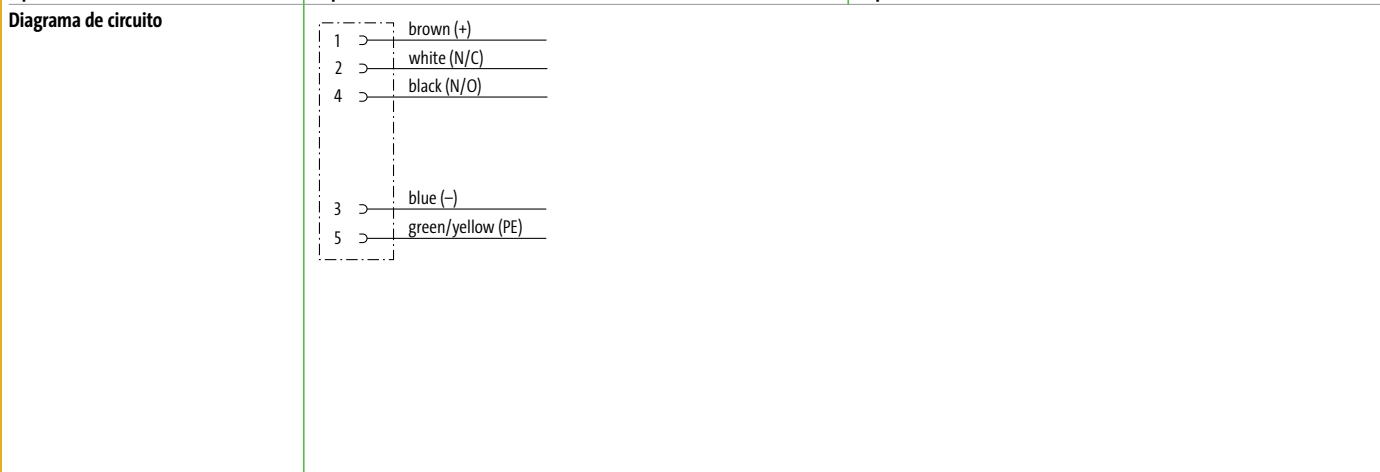 Diagrama de circuito
1 brown (+)
2 white (N/C)
4 black (N/O)
3 blue (–)
5 green/yellow (PE)